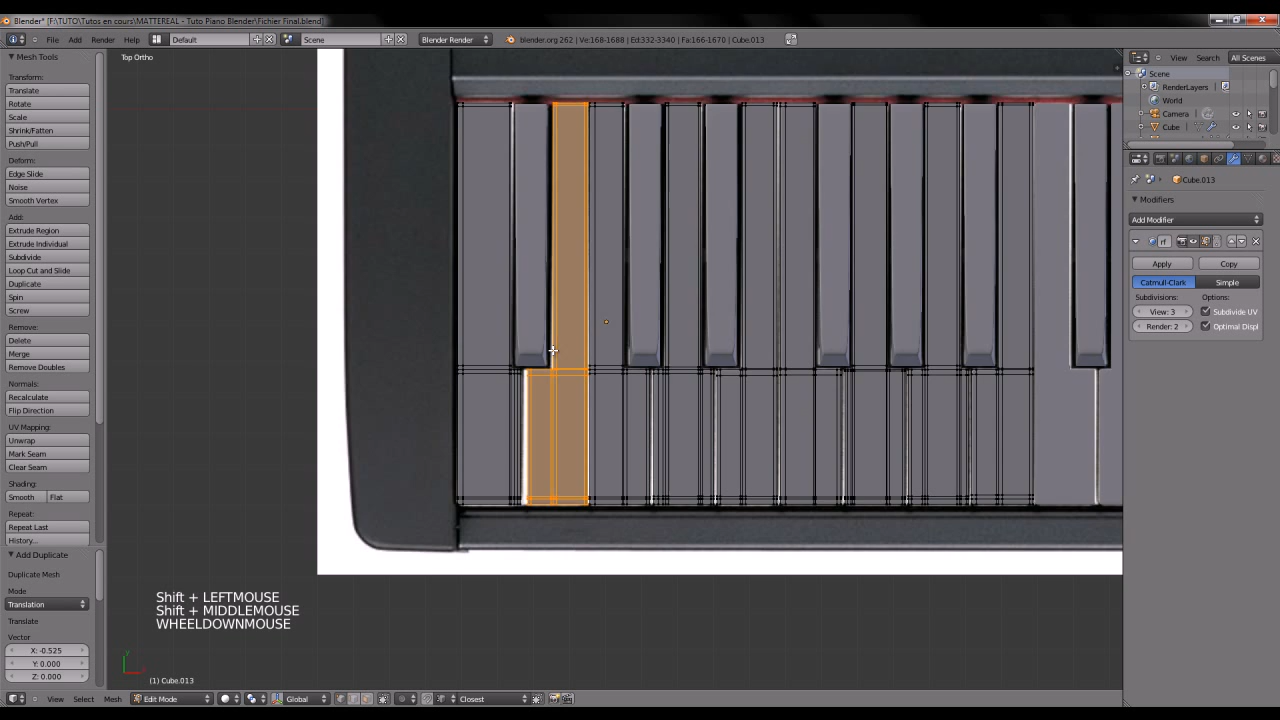 Blender* [F:\TUTO\Tutos en cours\MATTEREAL - Tuto Piano Blender\Fichier Final.blend]
File Add Render Help Default Scene Blender Render blender.org 262 | Ve:168-1688 | Ed:332-3340 | Fa:166-1670 | Cube.013
Mesh Tools
Transform:
Translate
Rotate
Scale
Shrink/Fatten
Push/Pull
Deform:
Edge Slide
Noise
Smooth Vertex
Add:
Extrude Region
Extrude Individual
Subdivide
Loop Cut and Slide
Duplicate
Spin
Screw
Remove:
Delete
Merge
Remove Doubles
Normals:
Recalculate
Flip Direction
UV Mapping:
Unwrap
Mark Seam
Clear Seam
Shading:
Smooth Flat
Repeat:
Repeat Last
History...
Add Duplicate
Duplicate Mesh
Mode
Translation
Translate
Vector
X: -0.525
Y: 0.000
Z: 0.000
Top Ortho
Shift + LEFTMOUSE
Shift + MIDDLEMOUSE
WHEELDOWNMOUSE
(1) Cube.013
View Select Mesh Edit Mode Global Closest
View Search All Scenes
Scene
RenderLayers
World
Camera
Cube
Cube.013
Modifiers
Add Modifier
Apply Copy
Catmull-Clark Simple
Subdivisions: Options:
View: 3 Subdivide UV
Render: 2 Optimal Displ